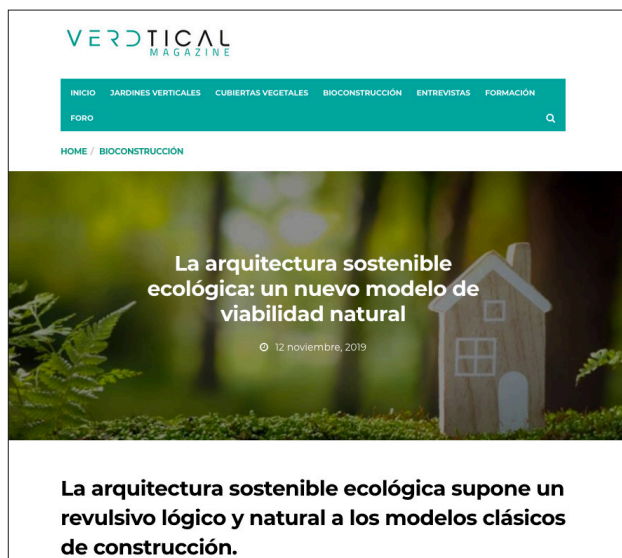 VERDTICAL
MAGAZINE
INICIO JARDINES VERTICALES CUBIERTAS VEGETALES BIOCONSTRUCCIÓN ENTREVISTAS FORMACIÓN
FORO
HOME / BIOCONSTRUCCIÓN
La arquitectura sostenible
ecológica: un nuevo modelo de
viabilidad natural
12 noviembre, 2019
La arquitectura sostenible ecológica supone un
revulsivo lógico y natural a los modelos clásicos
de construcción.